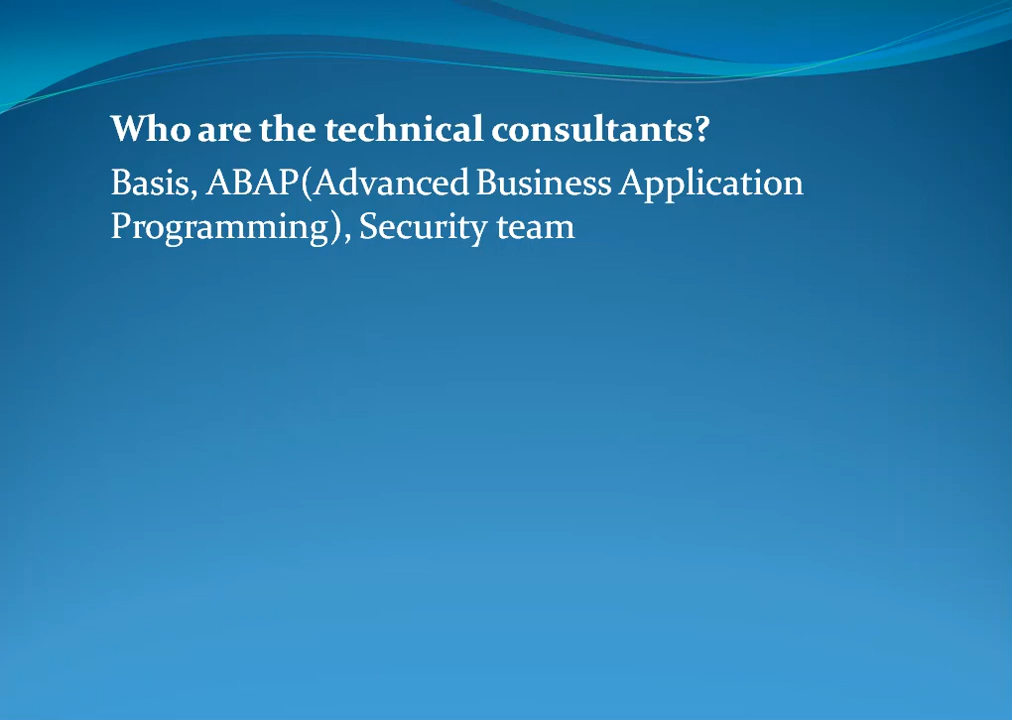 Who are the technical consultants?
Basis, ABAP(Advanced Business Application
Programming), Security team